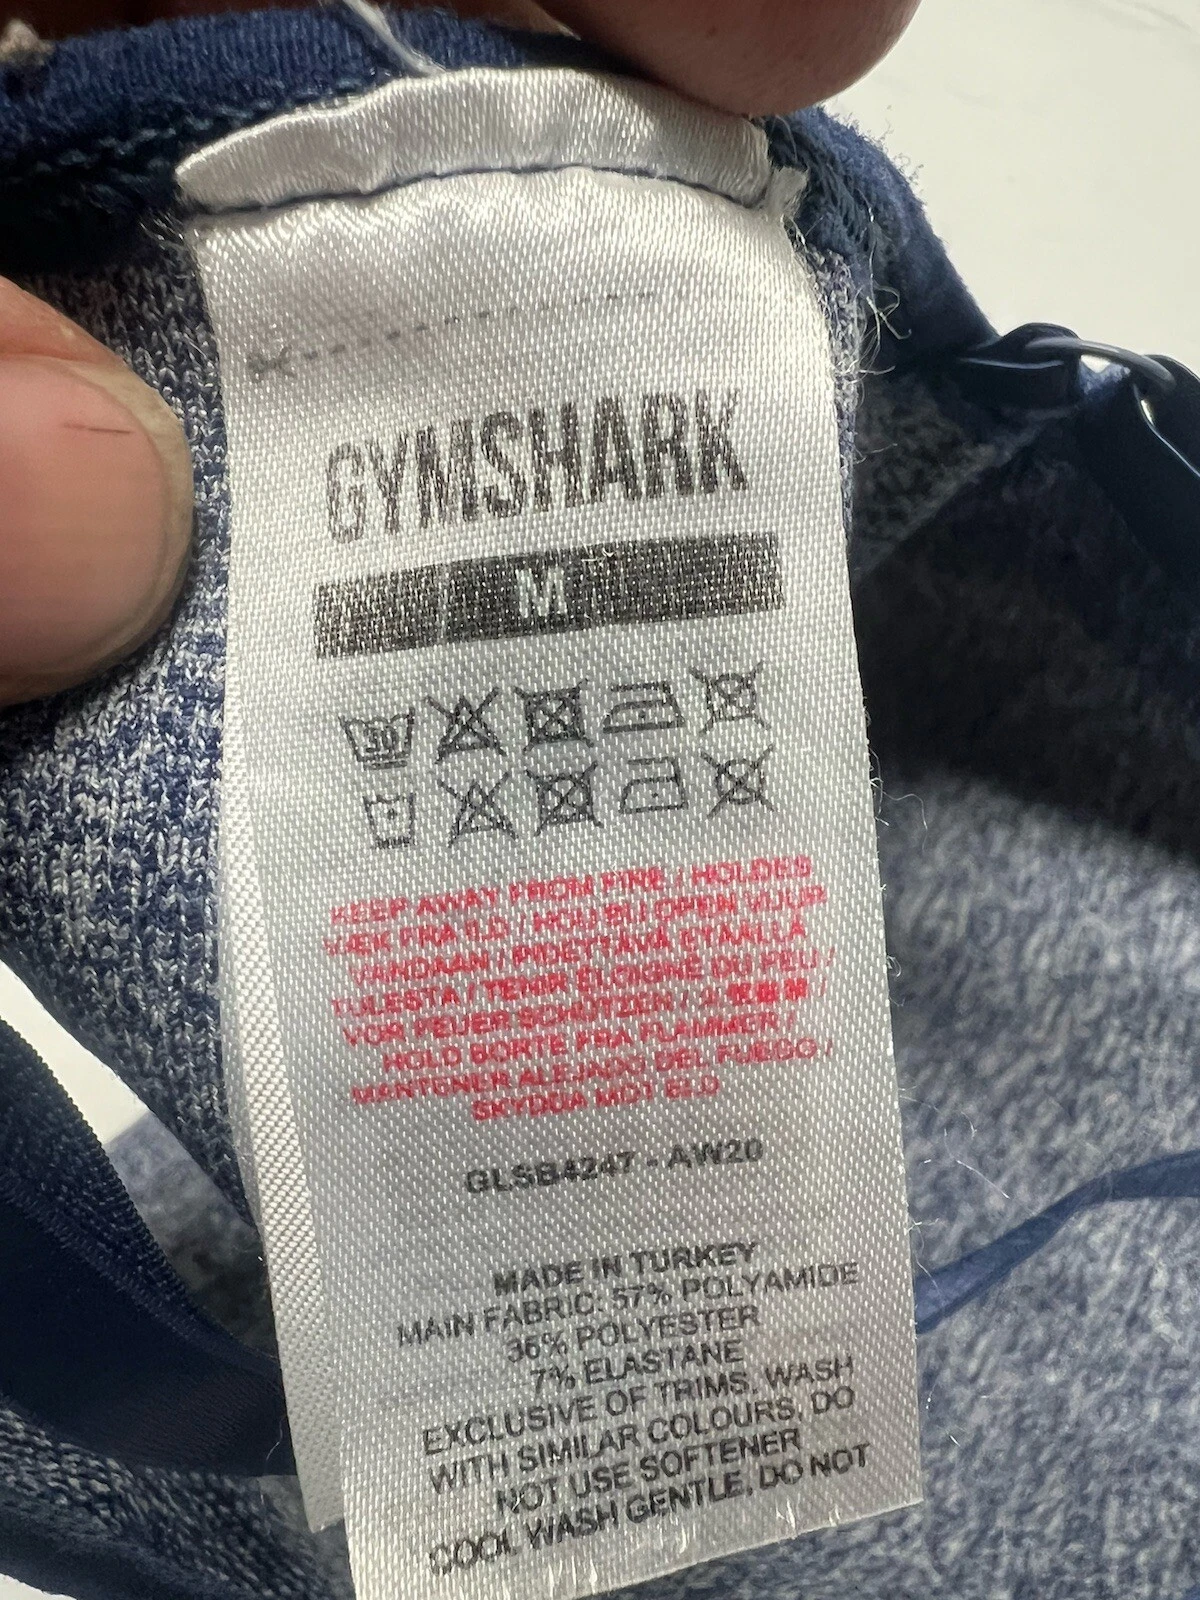 GYMSHARK
M
30
KEEP AWAY FROM FIRE / HOLDES
VÆK FRA ILD / HOU BIJ OPEN VUUR
VANDAAN / PIDETTÄVÄ ETÄÄLLÄ
TULESTA / TENIR ÉLOIGNÉ DU FEU /
VOR FEUER SCHÜTZEN /
HOLD BORTE FRA FLAMMER /
MANTENER ALEJADO DEL FUEGO /
SKYDDA MOT ELD
GLSB4247 - AW20
MADE IN TURKEY
MAIN FABRIC: 57% POLYAMIDE
36% POLYESTER
7% ELASTANE
EXCLUSIVE OF TRIMS. WASH
WITH SIMILAR COLOURS, DO
NOT USE SOFTENER
COOL WASH GENTLE, DO NOT